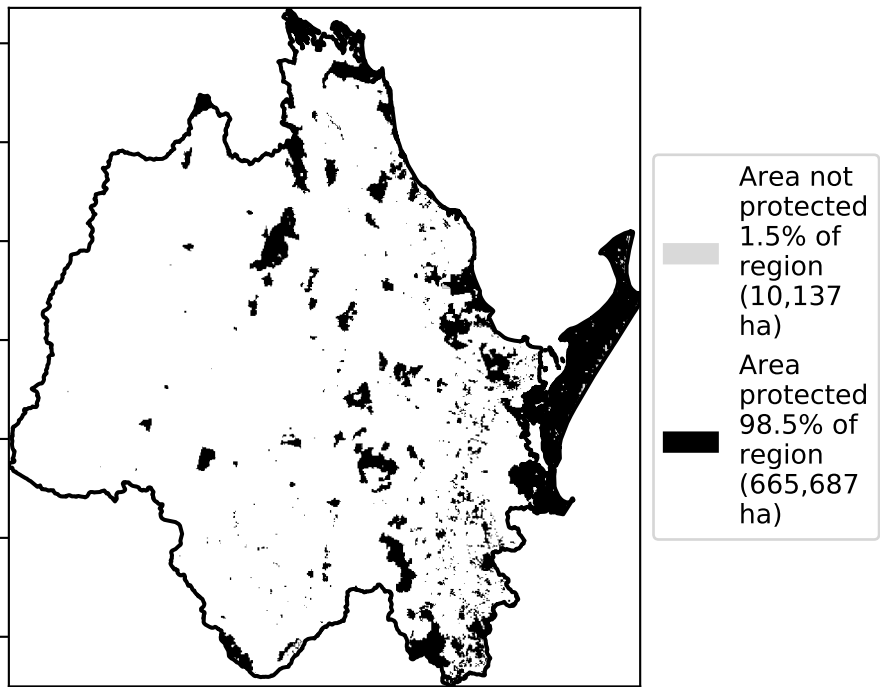 Area not
protected
1.5% of
region
(10,137
ha)
Area
protected
98.5% of
region
(665,687
ha)